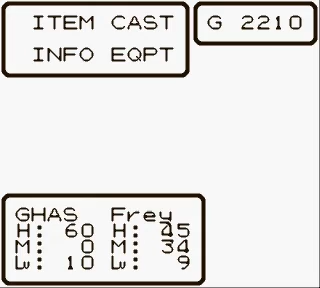 ITEM CAST
INFO EQPT
G 2210
GHAS Frey
H: 60 H: 45
M: 0 M: 34
Lv: 10 Lv: 9